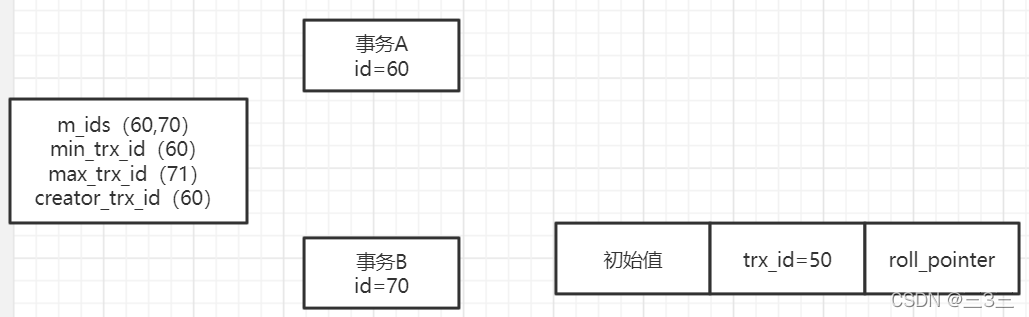 事务A
id=60
m_ids（60,70）
min_trx_id（60）
max_trx_id（71）
creator_trx_id（60）
事务B
id=70
初始值
trx_id=50
roll_pointer
CSDN @三3三